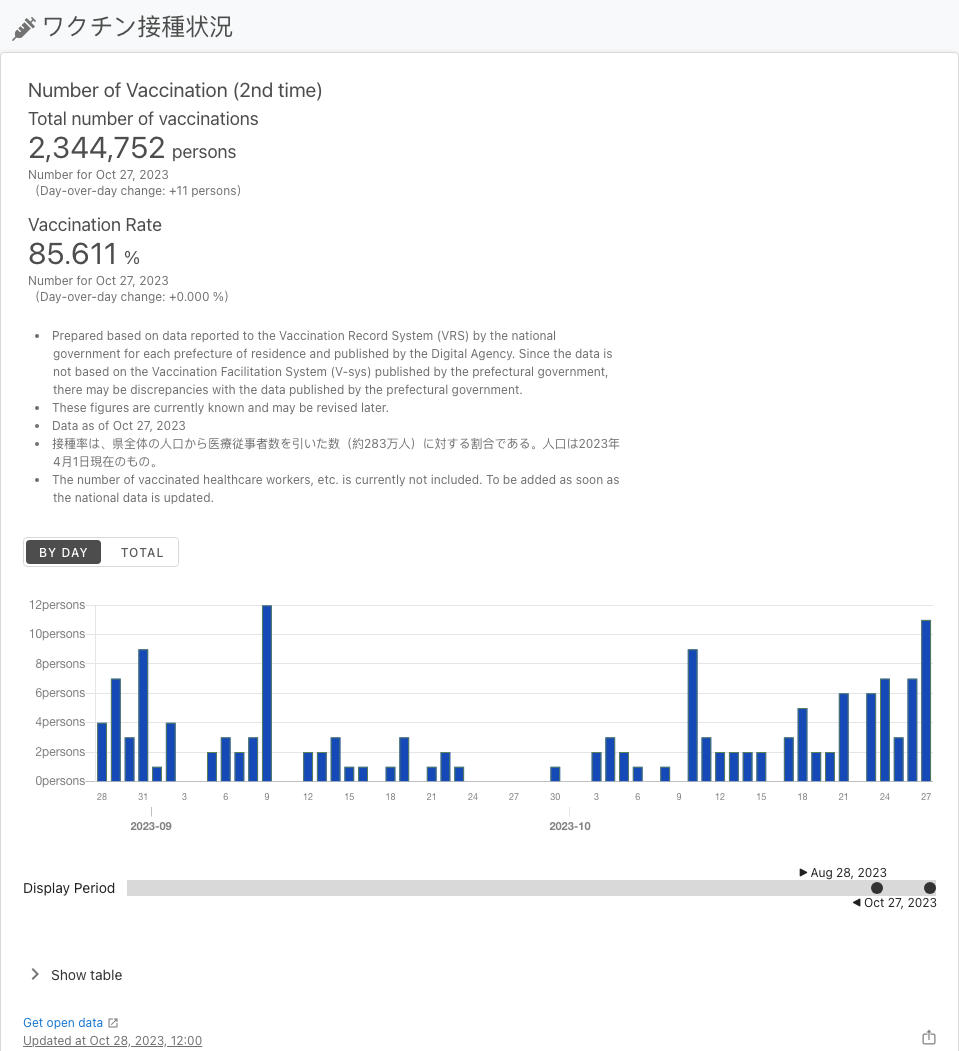 ワクチン接種状況
Number of Vaccination (2nd time)
Total number of vaccinations
2,344,752 persons
Number for Oct 27, 2023
(Day-over-day change: +11 persons)
Vaccination Rate
85.611 %
Number for Oct 27, 2023
(Day-over-day change: +0.000 %)
• Prepared based on data reported to the Vaccination Record System (VRS) by the national
government for each prefecture of residence and published by the Digital Agency. Since the data is
not based on the Vaccination Facilitation System (V-sys) published by the prefectural government,
there may be discrepancies with the data published by the prefectural government.
• These figures are currently known and may be revised later.
• Data as of Oct 27, 2023
• 接種率は、県全体の人口から医療従事者数を引いた数（約283万人）に対する割合である。人口は2023年
4月1日現在のもの。
• The number of vaccinated healthcare workers, etc. is currently not included. To be added as soon as
the national data is updated.
BY DAY TOTAL
12persons
10persons
8persons
6persons
4persons
2persons
0persons
28 31 3 6 9 12 15 18 21 24 27 30 3 6 9 12 15 18 21 24 27
2023-09 2023-10
▶ Aug 28, 2023
Display Period
◀ Oct 27, 2023
Show table
Get open data
Updated at Oct 28, 2023, 12:00